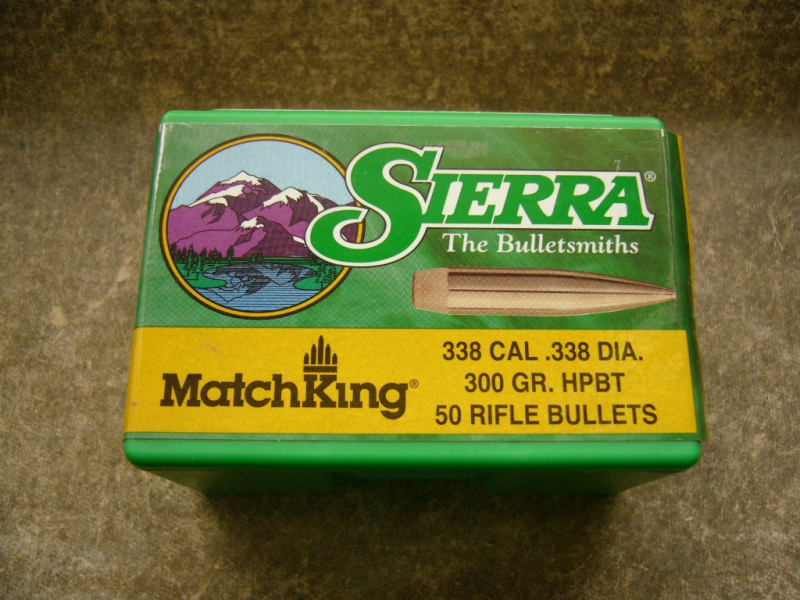 SIERRA®
The Bulletsmiths
MatchKing®
338 CAL .338 DIA.
300 GR. HPBT
50 RIFLE BULLETS